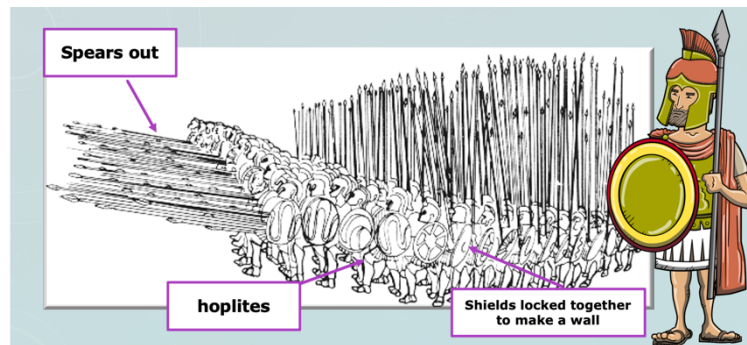 Spears out
hoplites
Shields locked together
to make a wall